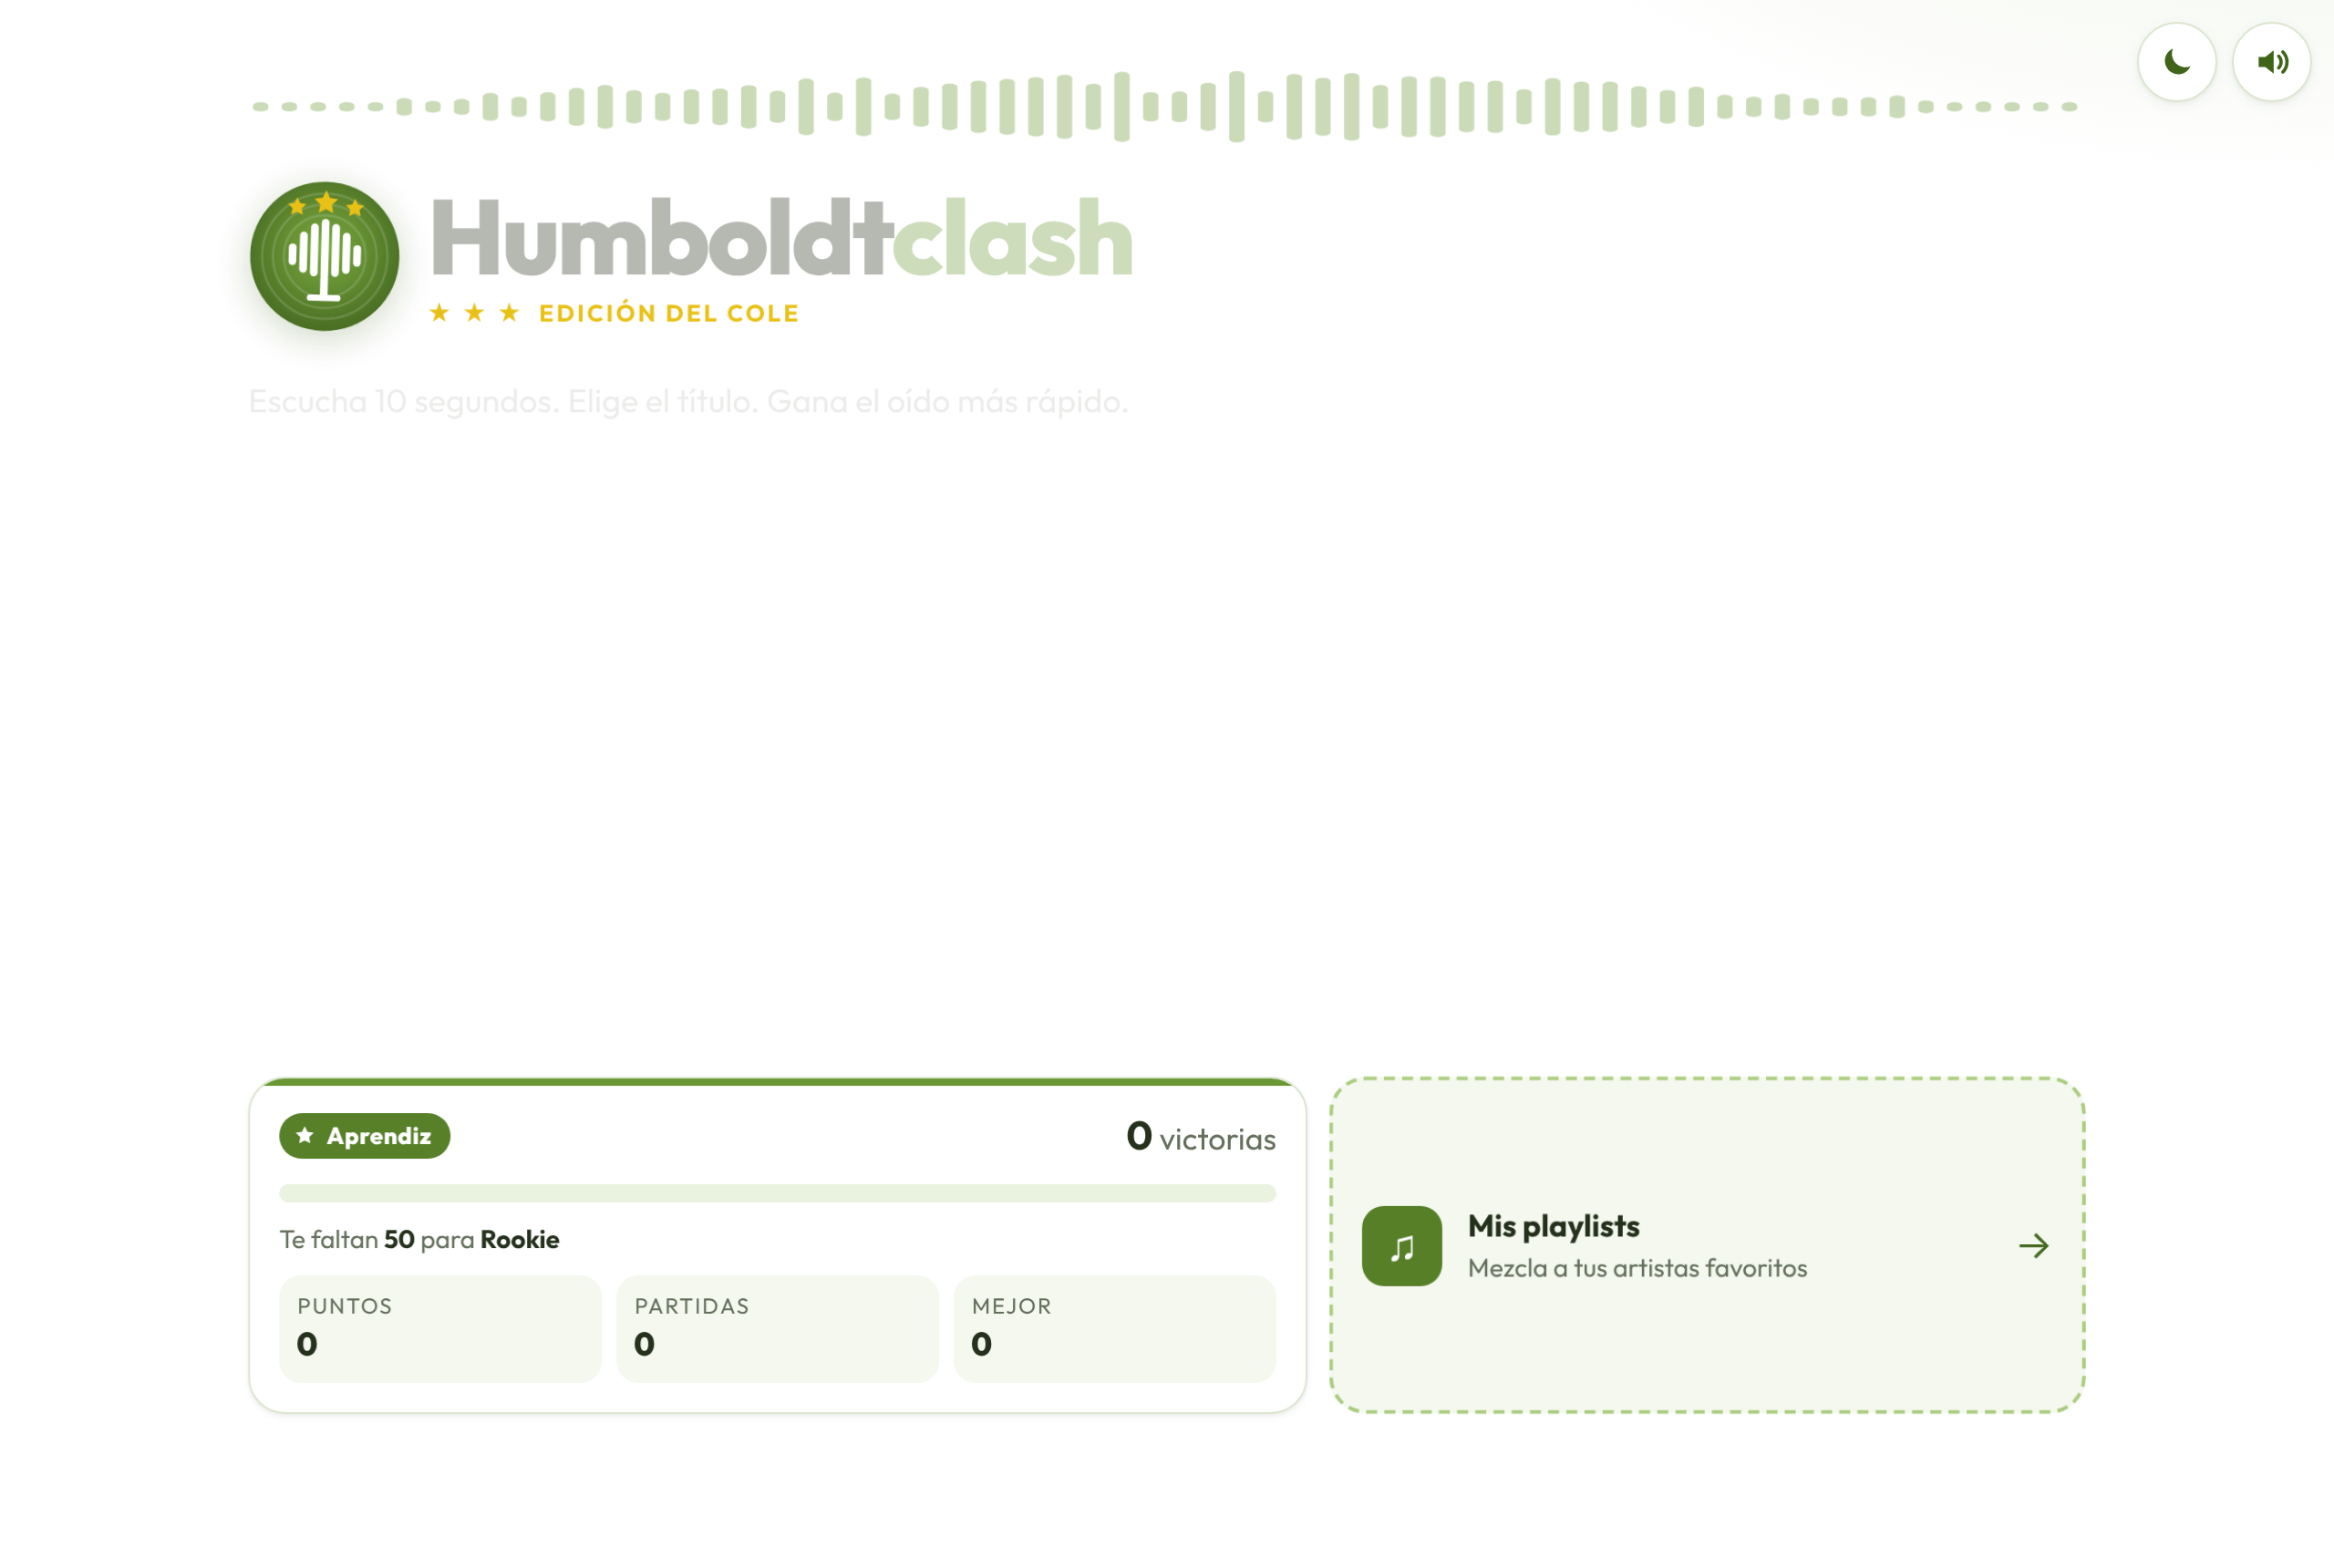 Humboldtclash
★ ★ ★ EDICIÓN DEL COLE
Escucha 10 segundos. Elige el título. Gana el oído más rápido.
★ Aprendiz
0 victorias
Te faltan 50 para Rookie
PUNTOS
0
PARTIDAS
0
MEJOR
0
Mis playlists
Mezcla a tus artistas favoritos